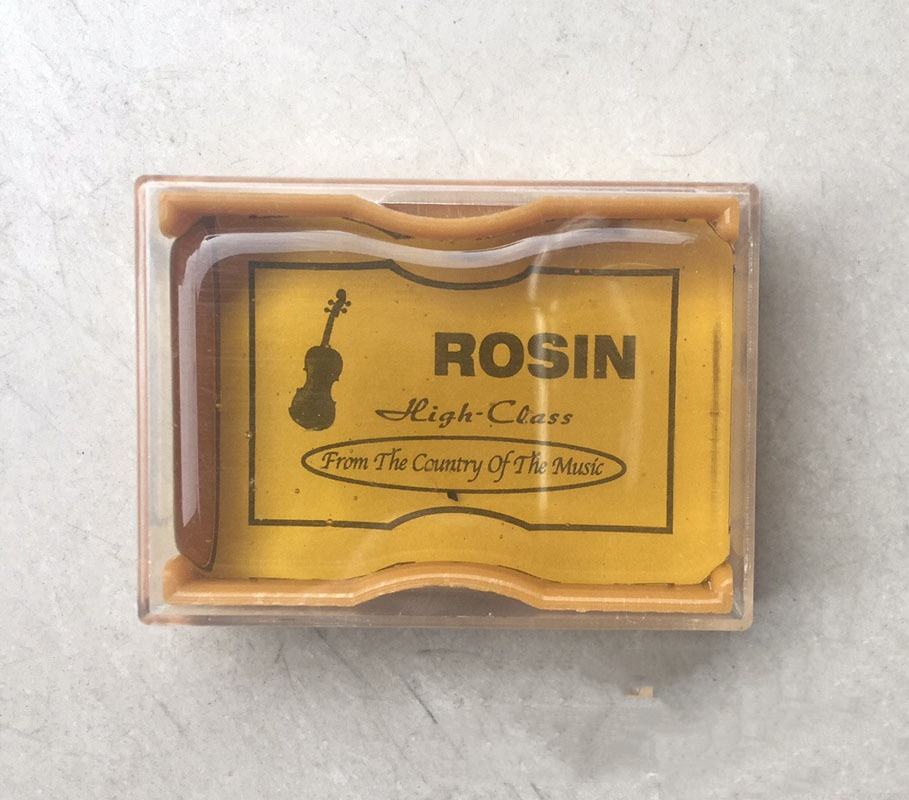 ROSIN
High-Class
From The Country Of The Music